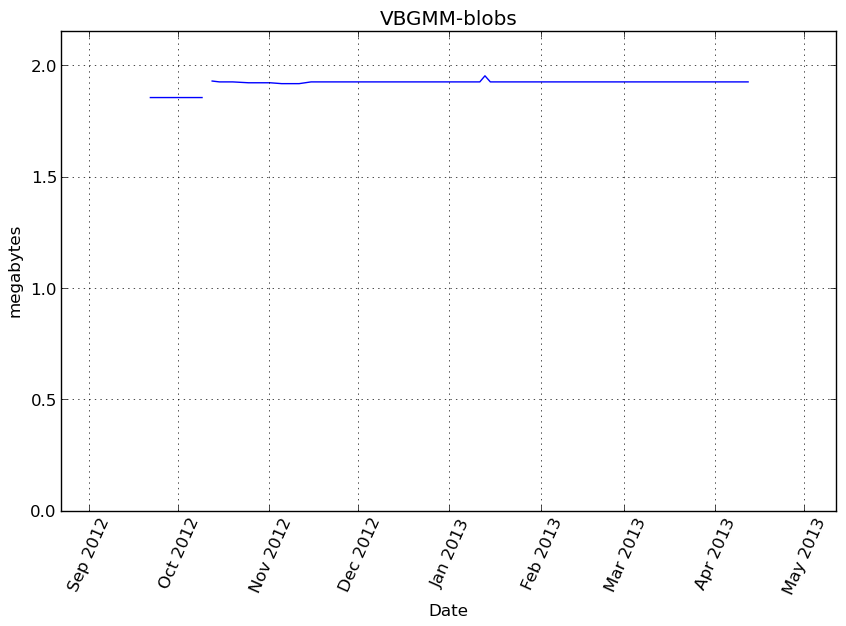 VBGMM-blobs
2.0
1.5
1.0
0.5
0.0
megabytes
Sep 2012
Oct 2012
Nov 2012
Dec 2012
Jan 2013
Feb 2013
Mar 2013
Apr 2013
May 2013
Date